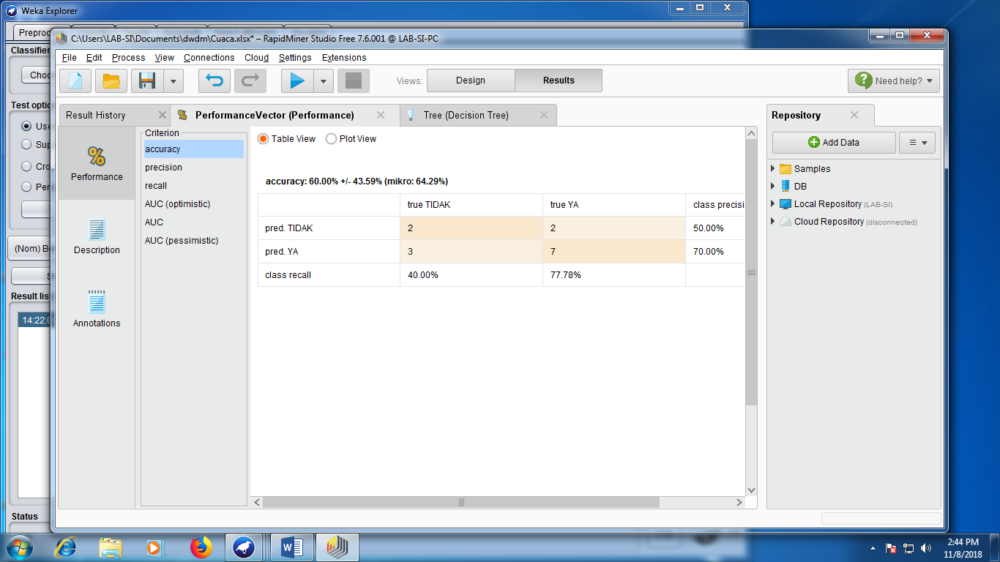 Weka Explorer
Preproc
Classifier
Choo
Test optio
Use
Sup
Cro
Per
(Nom) Be
S
Result list
14:22:0
Status
C:\Users\LAB-SI\Documents\dwdm\Cuaca.xlsx* – RapidMiner Studio Free 7.6.001 @ LAB-SI-PC
File Edit Process View Connections Cloud Settings Extensions
Views: Design Results Need help?
Result History PerformanceVector (Performance) Tree (Decision Tree)
Performance
Description
Annotations
Criterion
accuracy
precision
recall
AUC (optimistic)
AUC
AUC (pessimistic)
Table View Plot View
accuracy: 60.00% +/- 43.59% (mikro: 64.29%)
true TIDAK true YA class precisi
pred. TIDAK 2 2 50.00%
pred. YA 3 7 70.00%
class recall 40.00% 77.78%
Repository
Add Data
Samples
DB
Local Repository (LAB-SI)
Cloud Repository (disconnected)
2:44 PM
11/8/2018